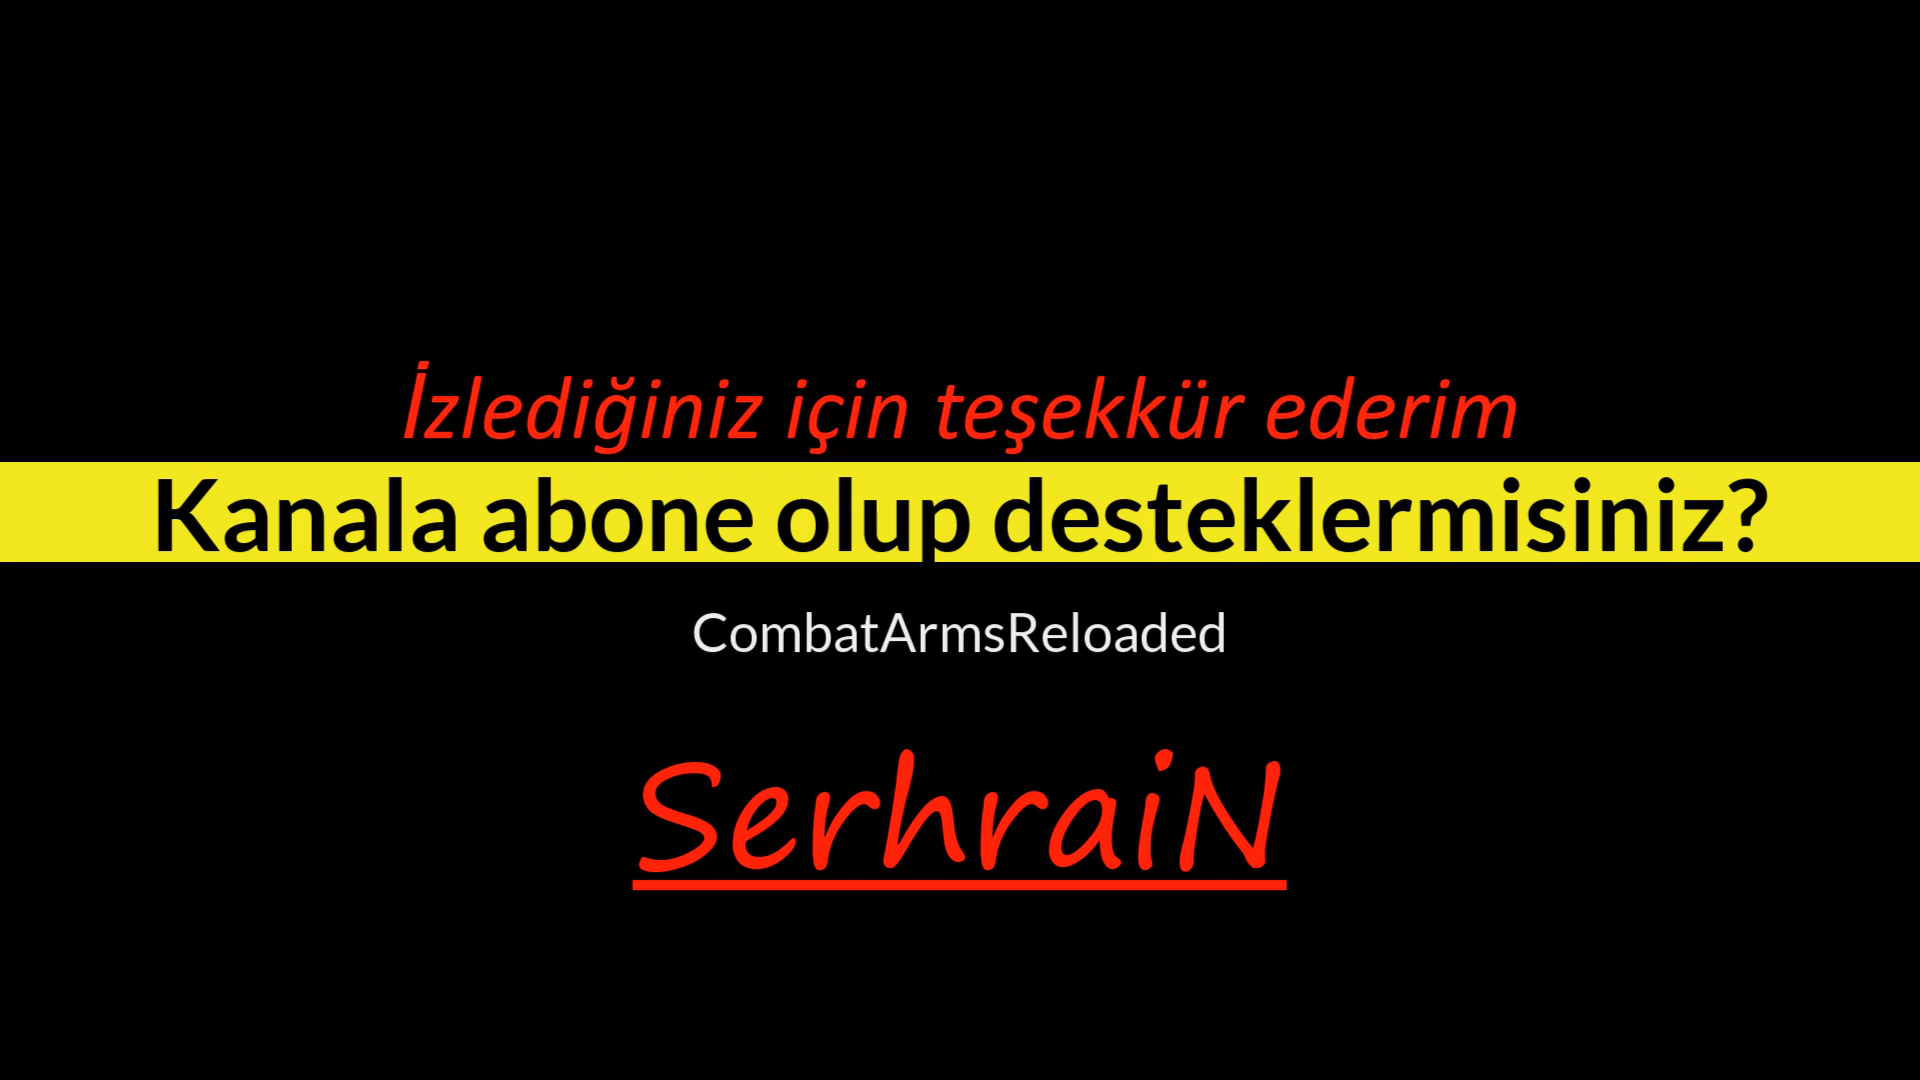 İzlediğiniz için teşekkür ederim
Kanala abone olup desteklermisiniz?
CombatArmsReloaded
SerhraiN